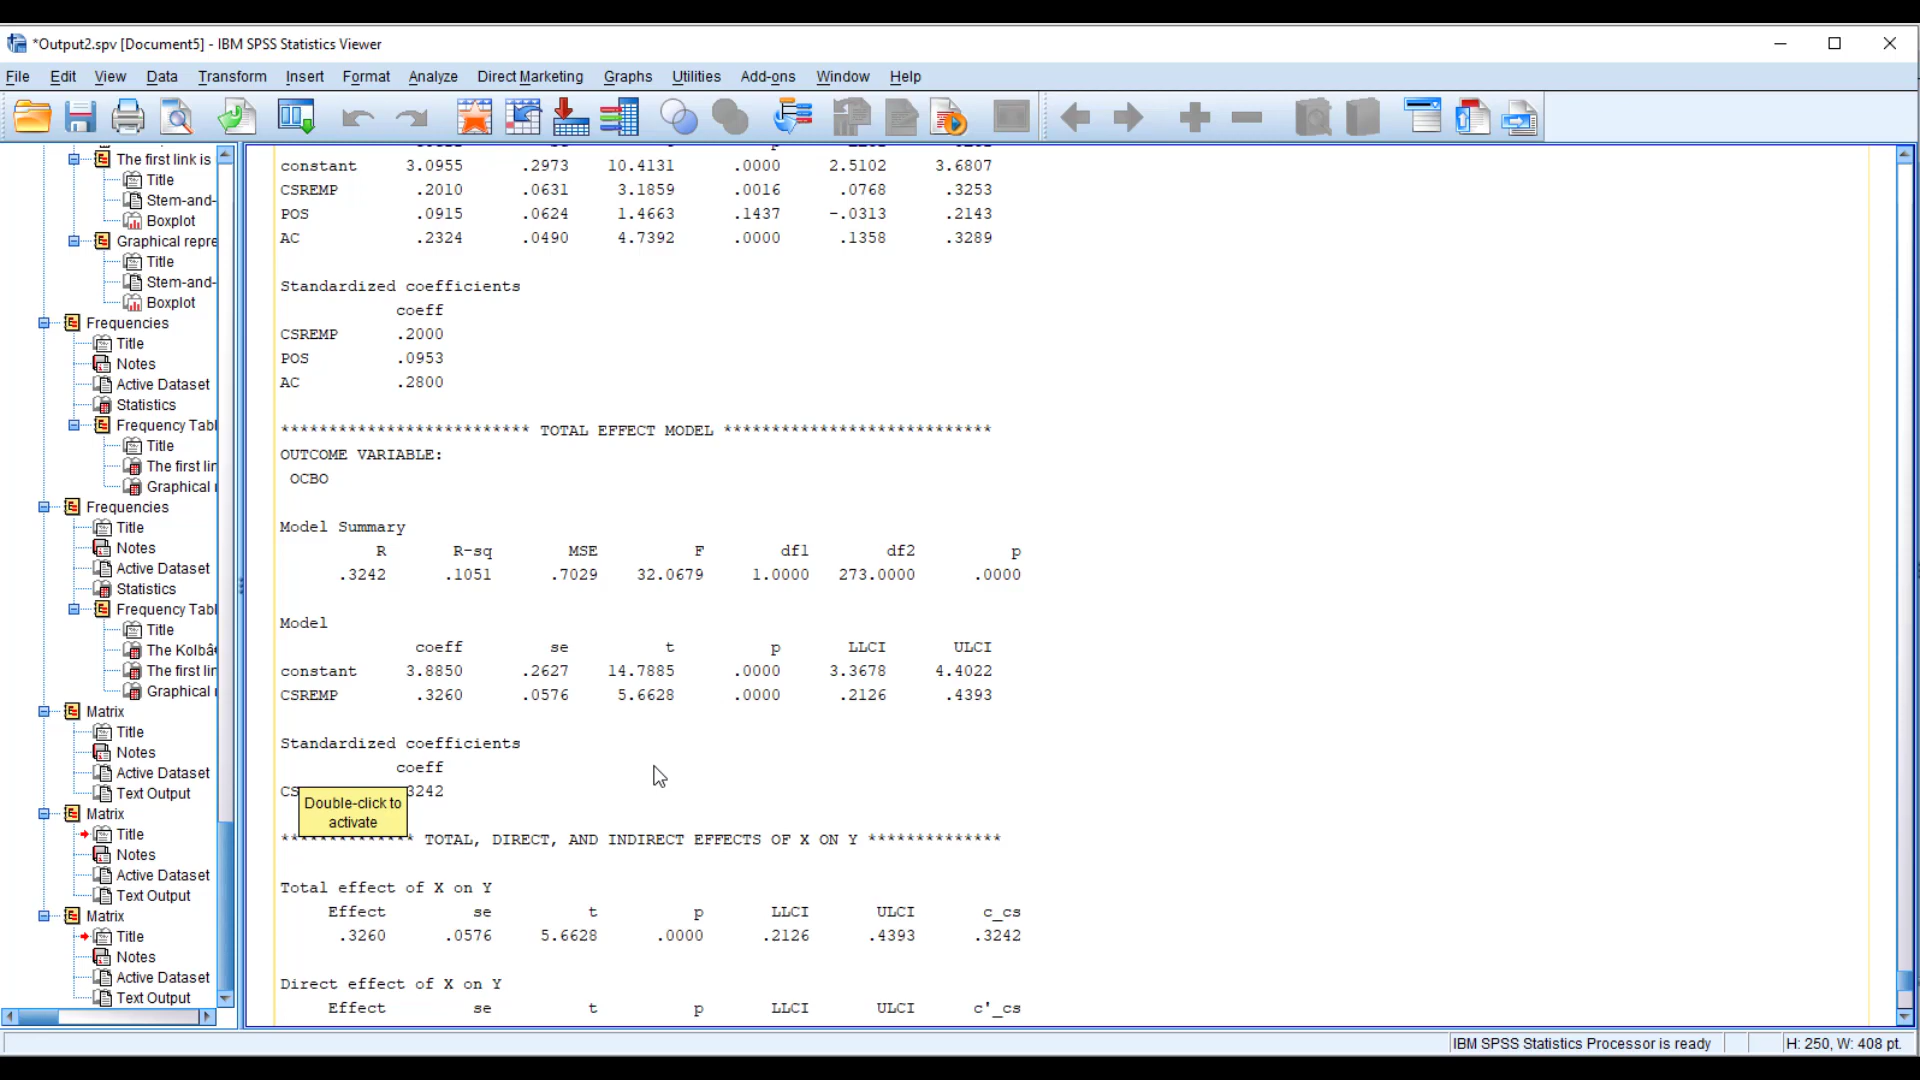 *Output2.spv [Document5] - IBM SPSS Statistics Viewer
File Edit View Data Transform Insert Format Analyze Direct Marketing Graphs Utilities Add-ons Window Help
The first link is
Title
Stem-and-
Boxplot
Graphical repre
Title
Stem-and-
Boxplot
Frequencies
Title
Notes
Active Dataset
Statistics
Frequency Tabl
Title
The first lin
Graphical
Frequencies
Title
Notes
Active Dataset
Statistics
Frequency Tabl
Title
The Kolbâ€
The first lin
Graphical
Matrix
Title
Notes
Active Dataset
Text Output
Matrix
Title
Notes
Active Dataset
Text Output
Matrix
Title
Notes
Active Dataset
Text Output
constant 3.0955 .2973 10.4131 .0000 2.5102 3.6807
CSREMP .2010 .0631 3.1859 .0016 .0768 .3253
POS .0915 .0624 1.4663 .1437 -.0313 .2143
AC .2324 .0490 4.7392 .0000 .1358 .3289
Standardized coefficients
coeff
CSREMP .2000
POS .0953
AC .2800
************************** TOTAL EFFECT MODEL ****************************
OUTCOME VARIABLE:
OCBO
Model Summary
R R-sq MSE F df1 df2 p
.3242 .1051 .7029 32.0679 1.0000 273.0000 .0000
Model
coeff se t p LLCI ULCI
constant 3.8850 .2627 14.7885 .0000 3.3678 4.4022
CSREMP .3260 .0576 5.6628 .0000 .2126 .4393
Standardized coefficients
coeff
CS 3242
Double-click to
activate
************** TOTAL, DIRECT, AND INDIRECT EFFECTS OF X ON Y **************
Total effect of X on Y
Effect se t p LLCI ULCI c_cs
.3260 .0576 5.6628 .0000 .2126 .4393 .3242
Direct effect of X on Y
Effect se t p LLCI ULCI c'_cs
IBM SPSS Statistics Processor is ready H: 250, W: 408 pt.